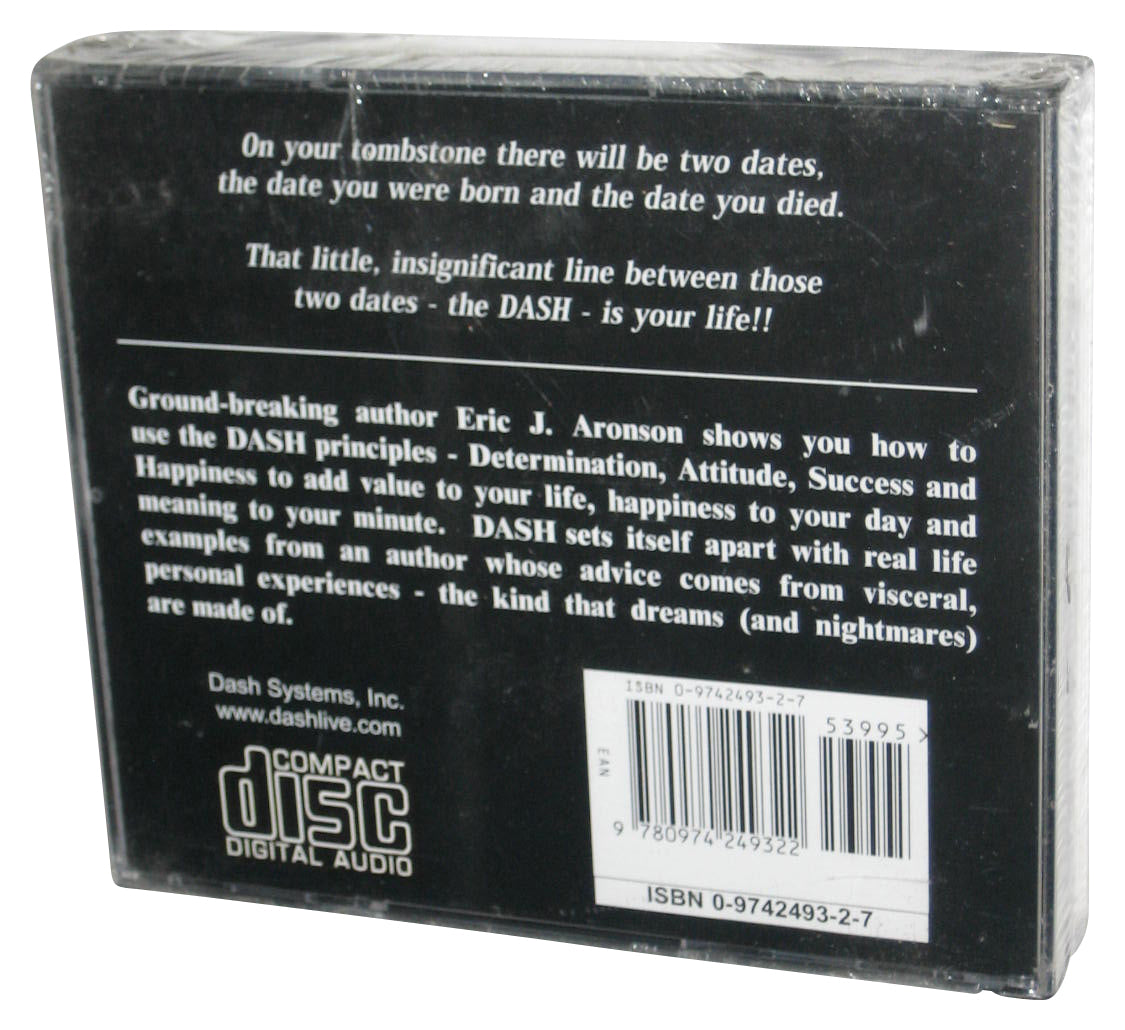 On your tombstone there will be two dates,
the date you were born and the date you died.
That little, insignificant line between those
two dates - the DASH - is your life!!
Ground-breaking author Eric J. Aronson shows you how to
use the DASH principles - Determination, Attitude, Success and
Happiness to add value to your life, happiness to your day and
meaning to your minute. DASH sets itself apart with real life
examples from an author whose advice comes from visceral,
personal experiences - the kind that dreams (and nightmares)
are made of.
Dash Systems, Inc.
www.dashlive.com
COMPACT
disc
DIGITAL AUDIO
ISBN 0-9742493-2-7
53995 >
EAN
9 780974 249322
ISBN 0-9742493-2-7